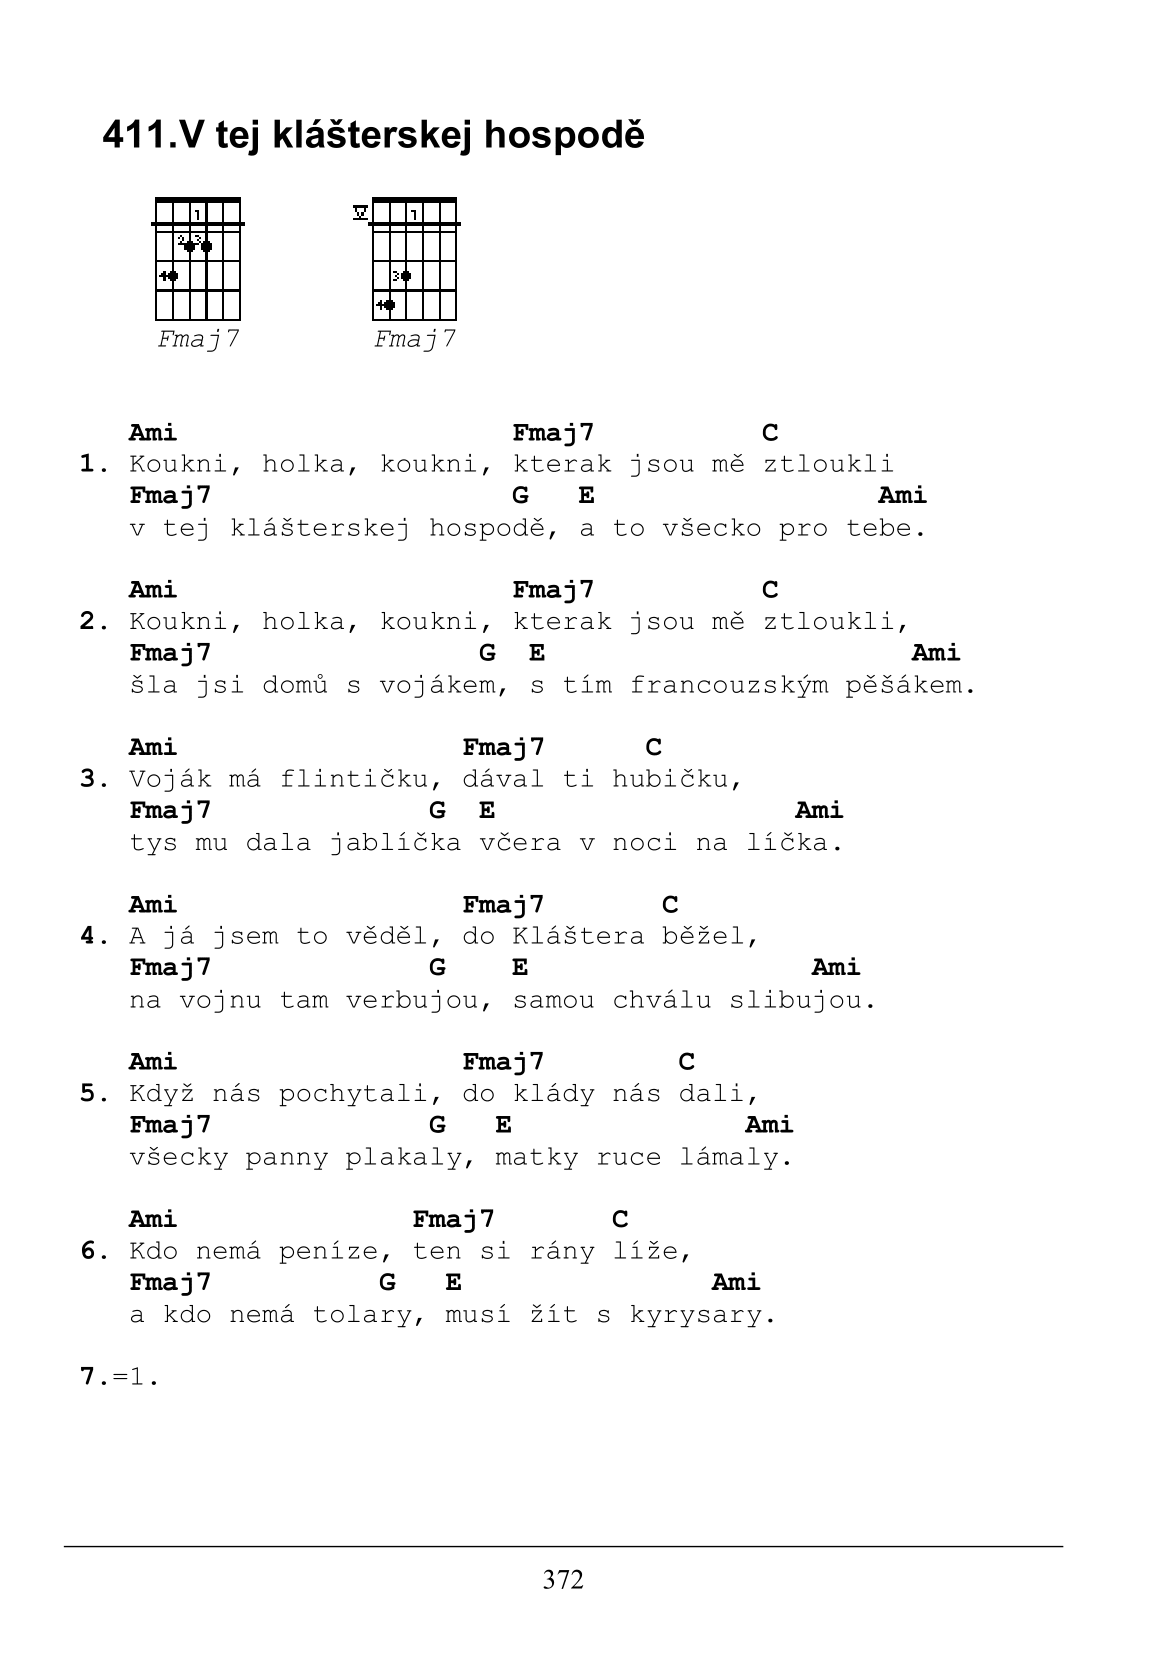 411.V tej klášterskej hospodě
1 2 3 4
V 1 3 4
Fmaj7 Fmaj7
Ami Fmaj7 C
1. Koukni, holka, koukni, kterak jsou mě ztloukli
Fmaj7 G E Ami
v tej klášterskej hospodě, a to všecko pro tebe.
Ami Fmaj7 C
2. Koukni, holka, koukni, kterak jsou mě ztloukli,
Fmaj7 G E Ami
šla jsi domů s vojákem, s tím francouzským pěšákem.
Ami Fmaj7 C
3. Voják má flintičku, dával ti hubičku,
Fmaj7 G E Ami
tys mu dala jablíčka včera v noci na líčka.
Ami Fmaj7 C
4. A já jsem to věděl, do Kláštera běžel,
Fmaj7 G E Ami
na vojnu tam verbujou, samou chválu slibujou.
Ami Fmaj7 C
5. Když nás pochytali, do klády nás dali,
Fmaj7 G E Ami
všecky panny plakaly, matky ruce lámaly.
Ami Fmaj7 C
6. Kdo nemá peníze, ten si rány líže,
Fmaj7 G E Ami
a kdo nemá tolary, musí žít s kyrysary.
7.=1.
372